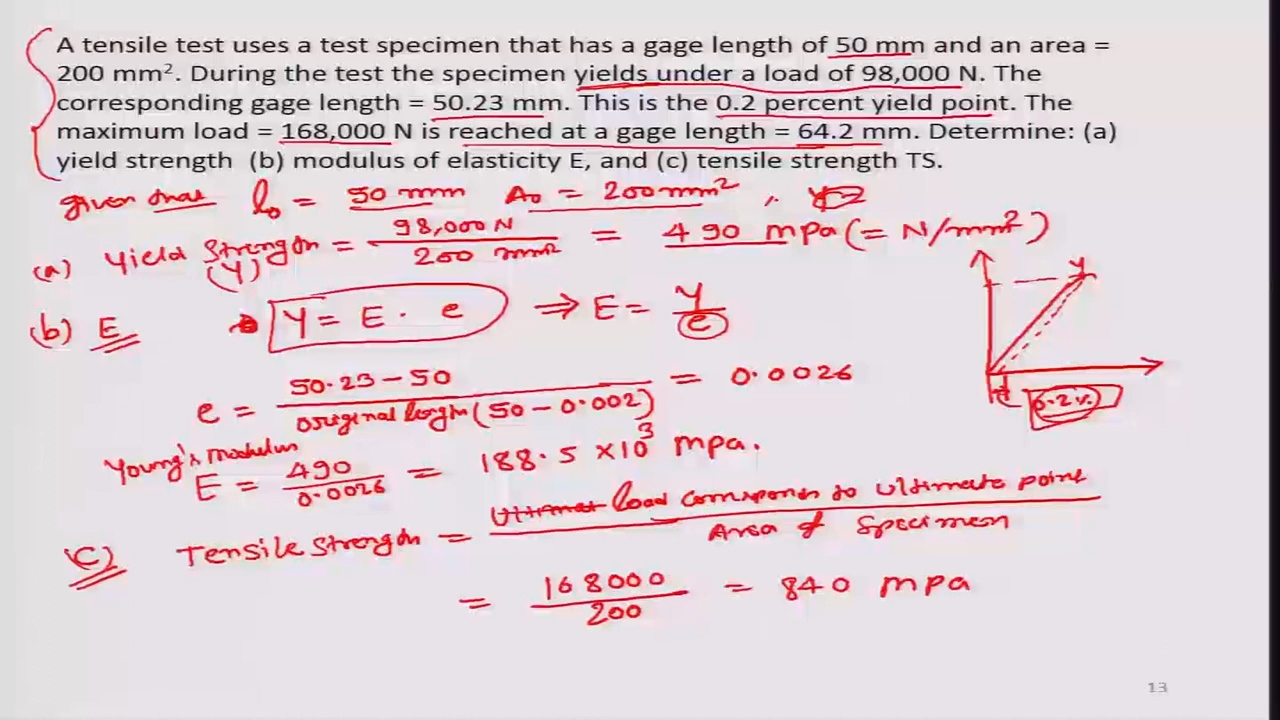 A tensile test uses a test specimen that has a gage length of 50 mm and an area =
200 mm². During the test the specimen yields under a load of 98,000 N. The
corresponding gage length = 50.23 mm. This is the 0.2 percent yield point. The
maximum load = 168,000 N is reached at a gage length = 64.2 mm. Determine: (a)
yield strength (b) modulus of elasticity E, and (c) tensile strength TS.
given that l₀ = 50 mm A₀ = 200 mm²,
(a) Yield Strength (Y) = 98,000 N / 200 mm² = 490 mpa (= N/mm²)
y
(b) E Y = E · e ⇒ E = Y / e
0.2%
e = 50.23 - 50 / original length (50 - 0.002) = 0.0026
Young's modulus
E = 490 / 0.0026 = 188.5 × 10³ mpa.
(c) Tensile strength = load corresponds to ultimate point / Area of specimen
= 168000 / 200 = 840 mpa
13